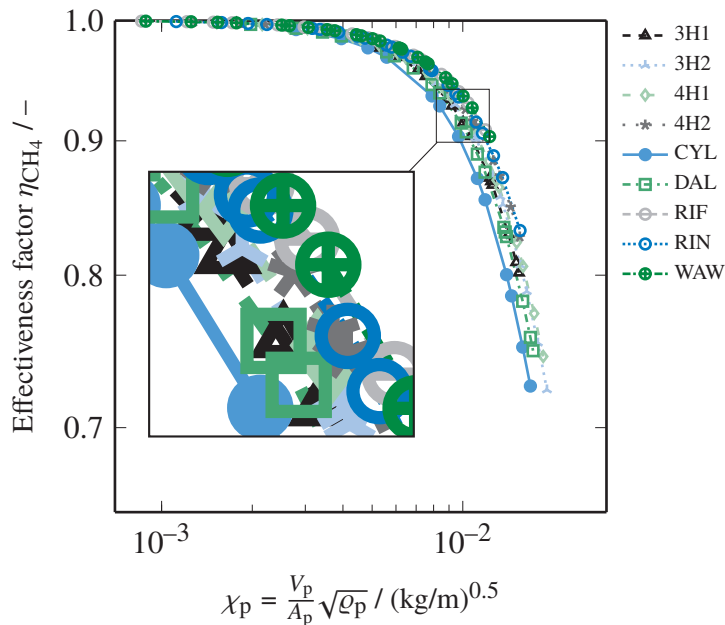 1.0
0.9
0.8
0.7
Effectiveness factor η_CH₄ / −
10⁻³
10⁻²
χ_p = V_p/A_p √ϱ_p / (kg/m)^0.5
3H1
3H2
4H1
4H2
CYL
DAL
RIF
RIN
WAW